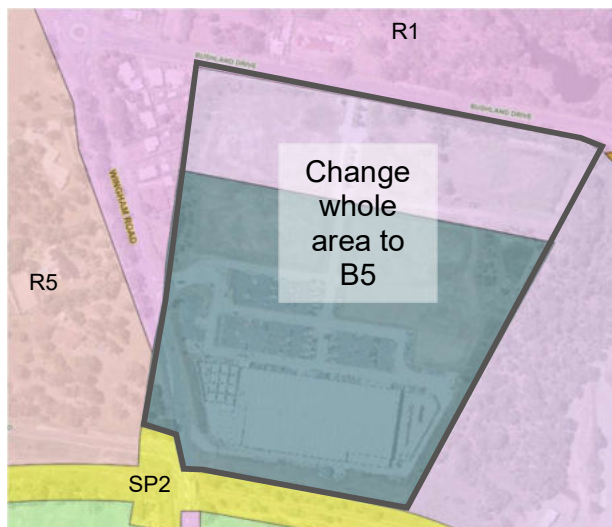 R1
BUSHLAND DRIVE
BUSHLAND DRIVE
Change
whole
area to
B5
WINGHAM ROAD
R5
SP2